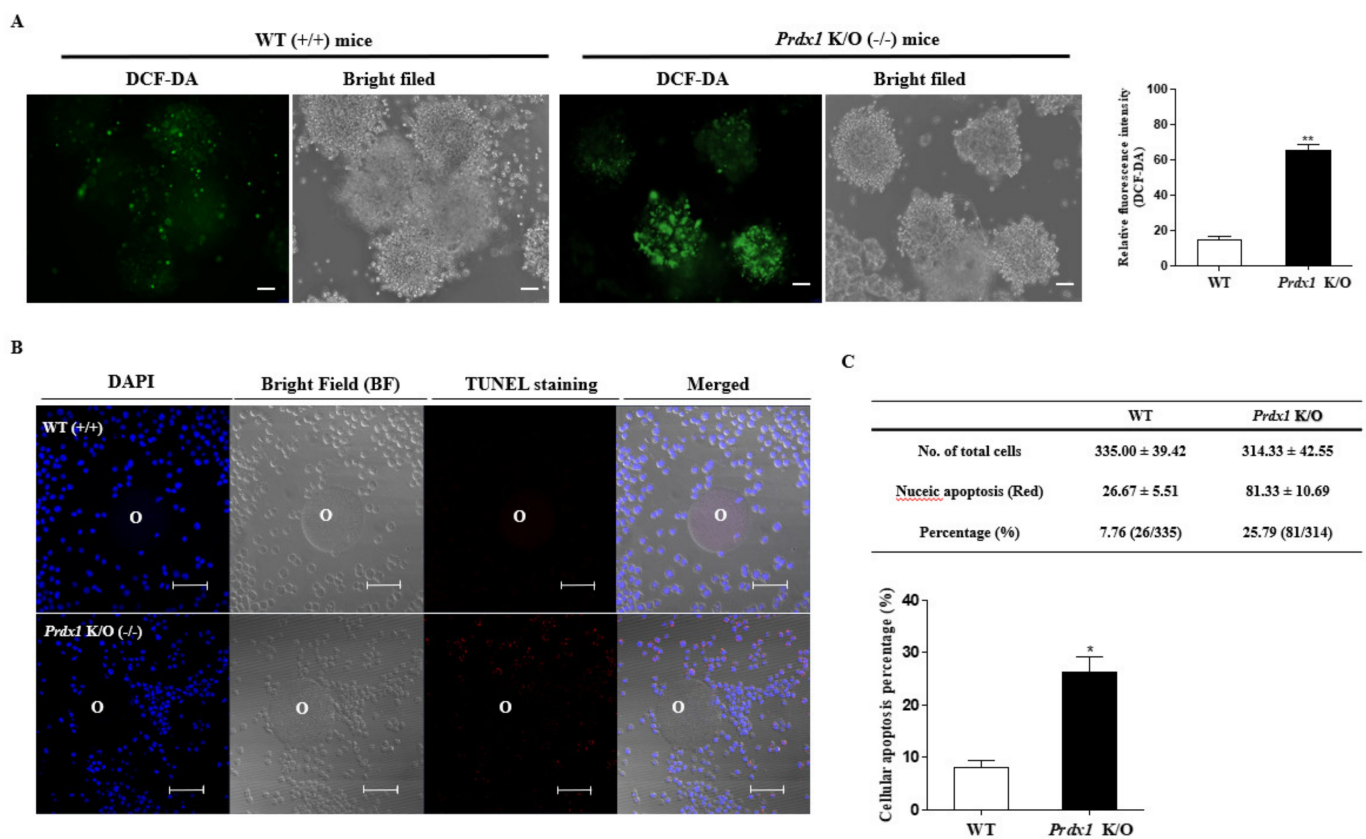 A
WT (+/+) mice
Prdx1 K/O (-/-) mice
DCF-DA
Bright filed
DCF-DA
Bright filed
Relative fluorescence intensity
(DCF-DA)
100
80
60
40
20
0
**
WT
Prdx1 K/O
B
DAPI
Bright Field (BF)
TUNEL staining
Merged
WT (+/+)
O
O
O
O
Prdx1 K/O (-/-)
O
O
O
O
C
WT
Prdx1 K/O
No. of total cells
335.00 ± 39.42
314.33 ± 42.55
Nuceic apoptosis (Red)
26.67 ± 5.51
81.33 ± 10.69
Percentage (%)
7.76 (26/335)
25.79 (81/314)
Cellular apoptosis percentage (%)
40
30
20
10
0
*
WT
Prdx1 K/O